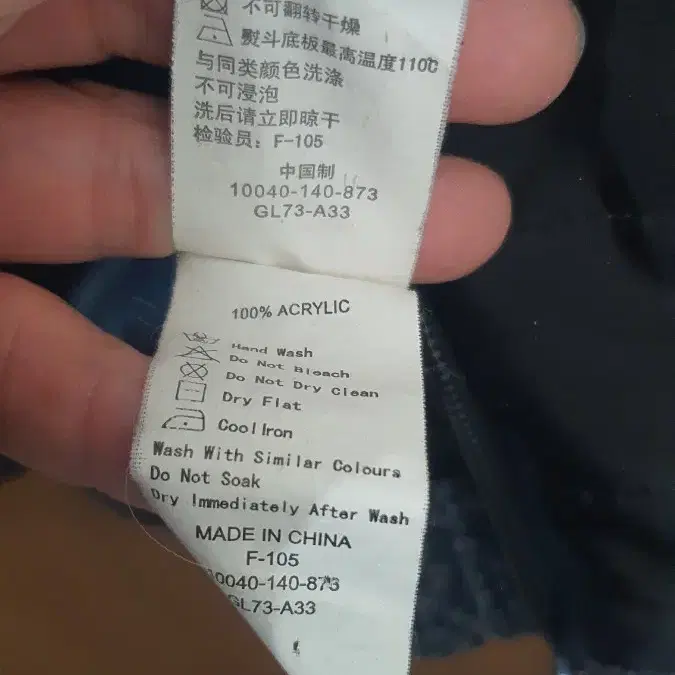 不可翻转干燥
熨斗底板最高温度110℃
与同类颜色洗涤
不可浸泡
洗后请立即晾干
检验员：F-105
中国制
10040-140-873
GL73-A33
100% ACRYLIC
Hand Wash
Do Not Bleach
Do Not Dry Clean
Dry Flat
Cool Iron
Wash With Similar Colours
Do Not Soak
Dry Immediately After Wash
MADE IN CHINA
F-105
0040-140-873
GL73-A33